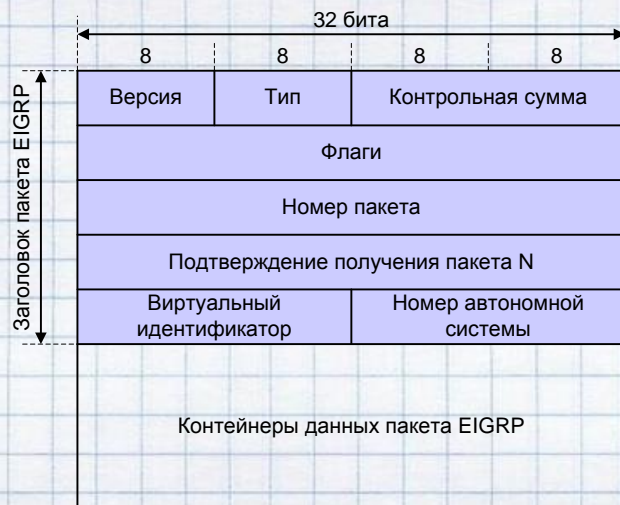 32 бита
8 8 8 8
Заголовок пакета EIGRP
Версия Тип Контрольная сумма
Флаги
Номер пакета
Подтверждение получения пакета N
Виртуальный
идентификатор
Номер автономной
системы
Контейнеры данных пакета EIGRP